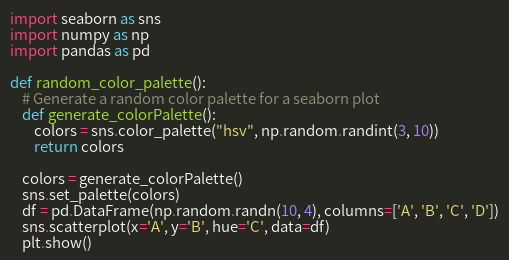 import seaborn as sns
import numpy as np
import pandas as pd

def random_color_palette():
    # Generate a random color palette for a seaborn plot
    def generate_colorPalette():
        colors = sns.color_palette("hsv", np.random.randint(3, 10))
        return colors

    colors = generate_colorPalette()
    sns.set_palette(colors)
    df = pd.DataFrame(np.random.randn(10, 4), columns=['A', 'B', 'C', 'D'])
    sns.scatterplot(x='A', y='B', hue='C', data=df)
    plt.show()